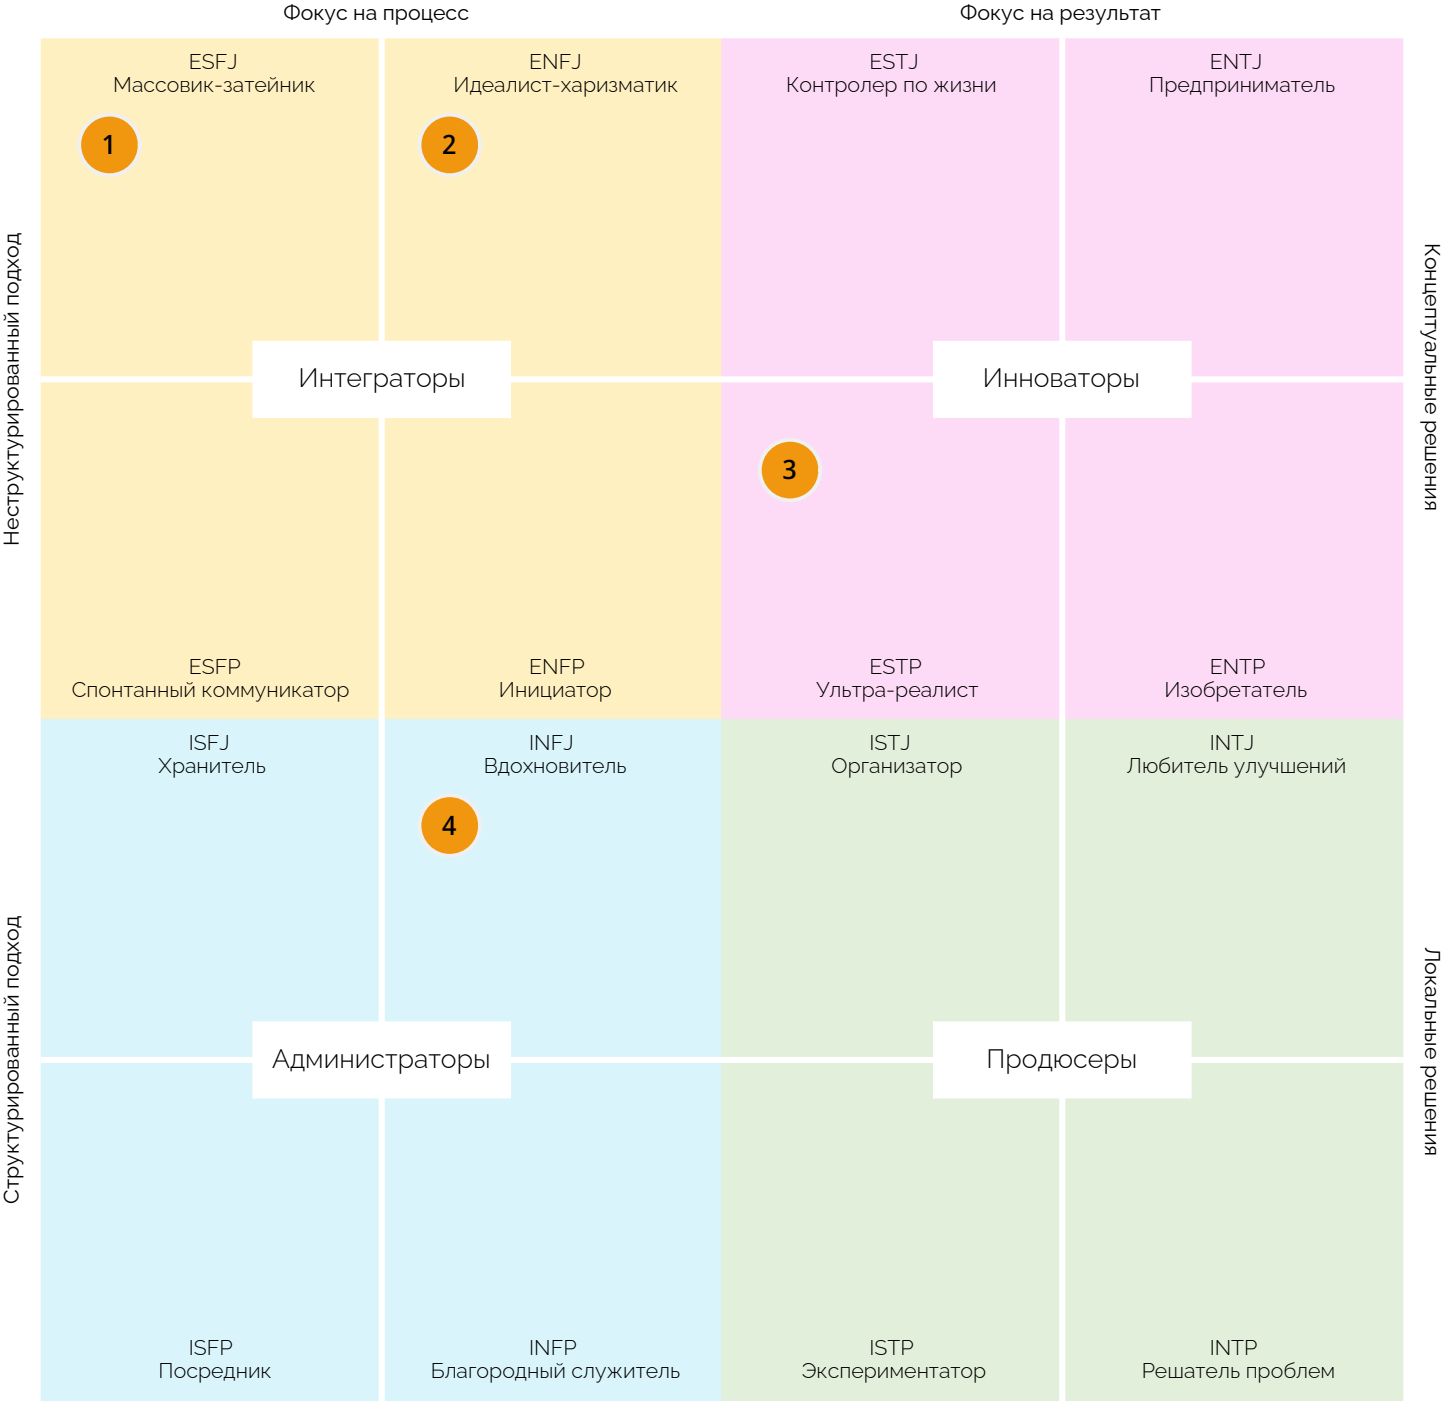 Фокус на процесс
Фокус на результат
ESFJ
Массовик-затейник
ENFJ
Идеалист-харизматик
ESTJ
Контролер по жизни
ENTJ
Предприниматель
1
2
Неструктурированный подход
Концептуальные решения
Интеграторы
Инноваторы
3
ESFP
Спонтанный коммуникатор
ENFP
Инициатор
ESTP
Ультра-реалист
ENTP
Изобретатель
ISFJ
Хранитель
INFJ
Вдохновитель
ISTJ
Организатор
INTJ
Любитель улучшений
4
Структурированный подход
Локальные решения
Администраторы
Продюсеры
ISFP
Посредник
INFP
Благородный служитель
ISTP
Экспериментатор
INTP
Решатель проблем